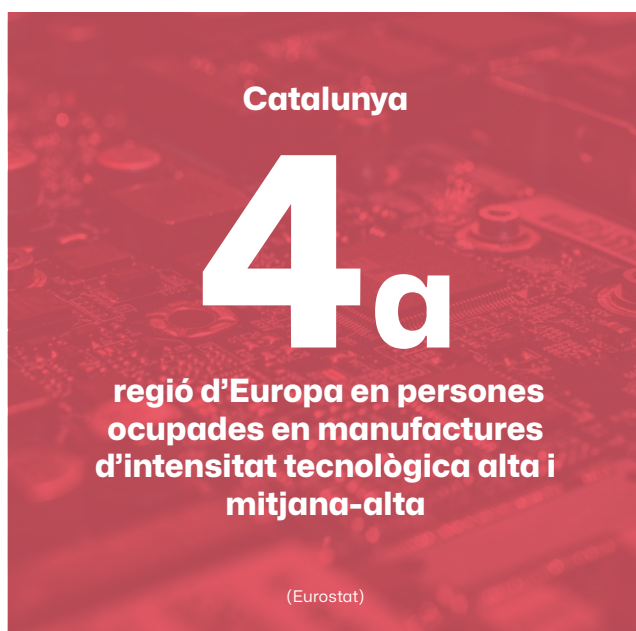 Catalunya
4a
regió d’Europa en persones
ocupades en manufactures
d’intensitat tecnològica alta i
mitjana-alta
(Eurostat)